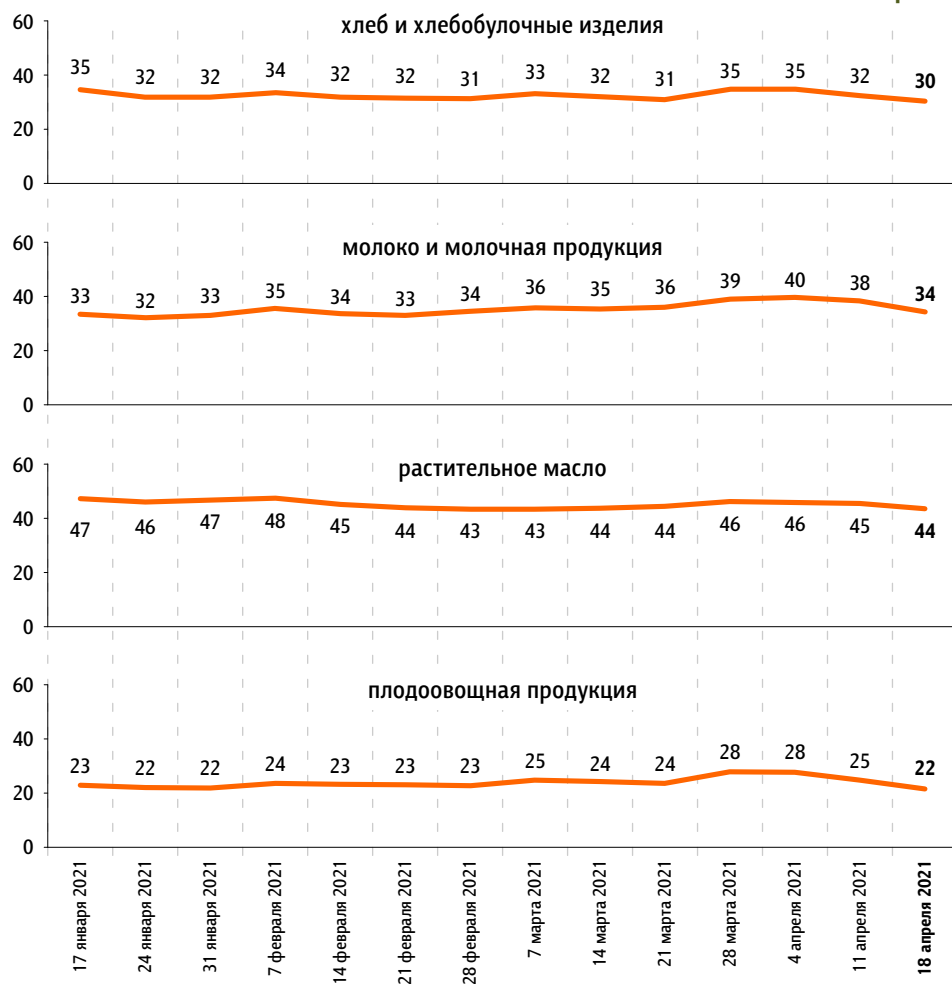 хлеб и хлебобулочные изделия
60
40
20
0
35 32 32 34 32 32 31 33 32 31 35 35 32 30
молоко и молочная продукция
60
40
20
0
33 32 33 35 34 33 34 36 35 36 39 40 38 34
растительное масло
60
40
20
0
47 46 47 48 45 44 43 43 44 44 46 46 45 44
плодоовощная продукция
60
40
20
0
23 22 22 24 23 23 23 25 24 24 28 28 25 22
17 января 2021
24 января 2021
31 января 2021
7 февраля 2021
14 февраля 2021
21 февраля 2021
28 февраля 2021
7 марта 2021
14 марта 2021
21 марта 2021
28 марта 2021
4 апреля 2021
11 апреля 2021
18 апреля 2021